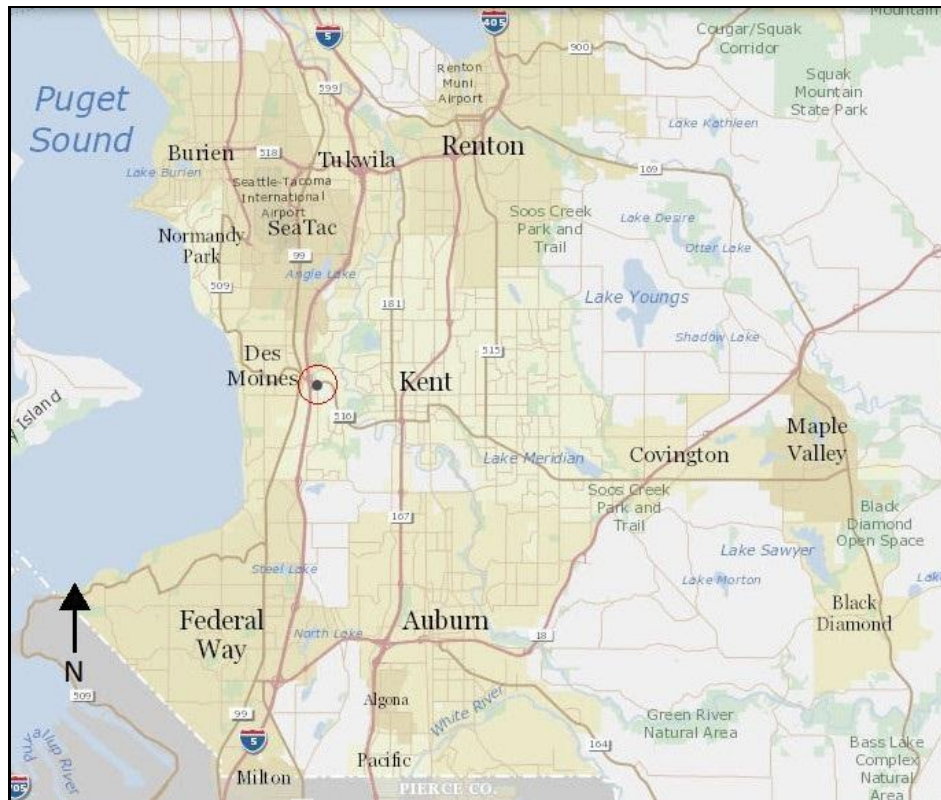 Mountain
405
5
Cougar/Squak
Corridor
900
Renton
Muni.
Airport
Squak
Mountain
State Park
599
Puget
Sound
Lake Kathleen
Burien
518
Tukwila
Renton
169
Lake Burien
Seattle-Tacoma
International
Airport
SeaTac
Soos Creek
Park and
Trail
Lake Desire
Otter Lake
Normandy
Park
99
Angle Lake
509
181
Lake Youngs
Shadow Lake
515
Des
Moines
Kent
516
Island
Maple
Valley
Covington
Lake Meridian
Soos Creek
Park and
Trail
167
Black
Diamond
Open Space
Lake Sawyer
Steel Lake
Lake Morton
Federal
Way
North Lake
Auburn
18
Black
Diamond
N
509
Algona
White River
99
5
Green River
Natural Area
164
Bass Lake
Complex
Natural
Area
Pacific
Milton
River
PIERCE CO.